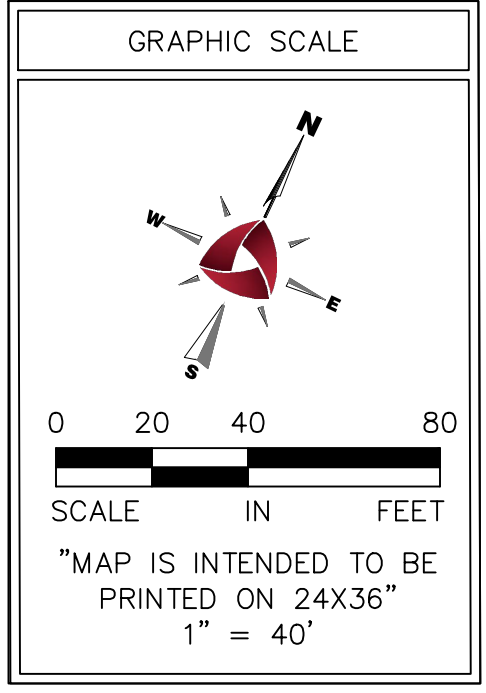 GRAPHIC SCALE
N
W
E
S
0 20 40 80
SCALE IN FEET
"MAP IS INTENDED TO BE
PRINTED ON 24X36"
1" = 40'